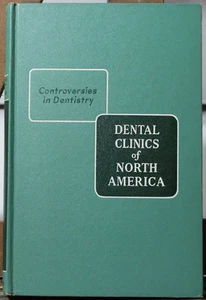 Controversies
in Dentistry
DENTAL
CLINICS
of
NORTH
AMERICA